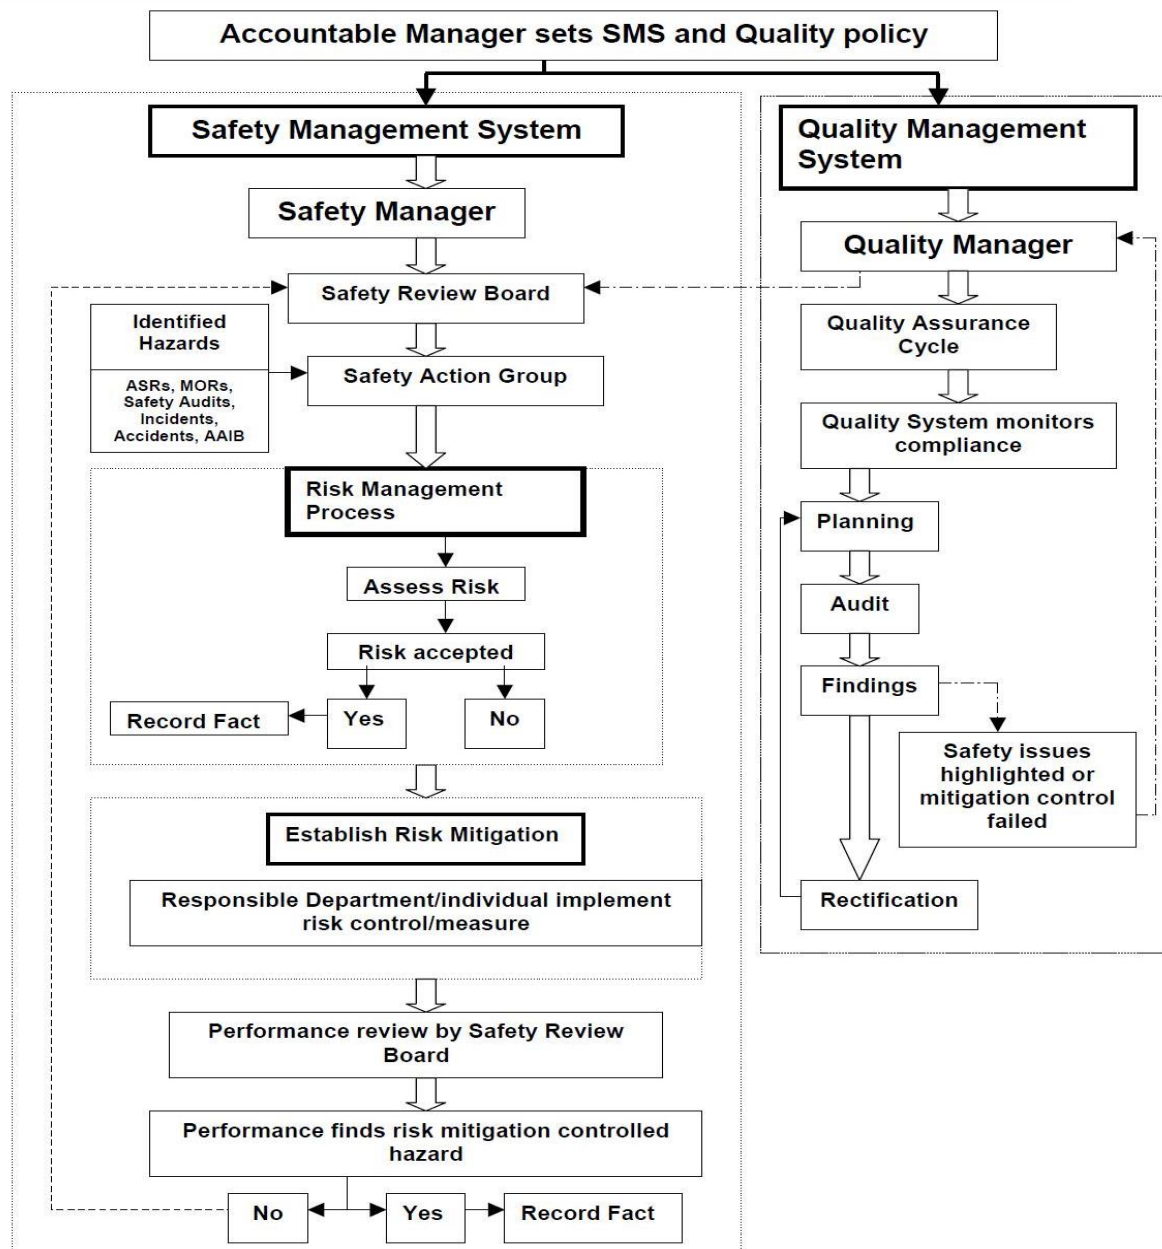 Accountable Manager sets SMS and Quality policy
Safety Management System
Safety Manager
Safety Review Board
Identified
Hazards
ASRs, MORs,
Safety Audits,
Incidents,
Accidents, AAIB
Safety Action Group
Risk Management
Process
Assess Risk
Risk accepted
Record Fact
Yes
No
Establish Risk Mitigation
Responsible Department/individual implement
risk control/measure
Performance review by Safety Review
Board
Performance finds risk mitigation controlled
hazard
No
Yes
Record Fact
Quality Management
System
Quality Manager
Quality Assurance
Cycle
Quality System monitors
compliance
Planning
Audit
Findings
Safety issues
highlighted or
mitigation control
failed
Rectification